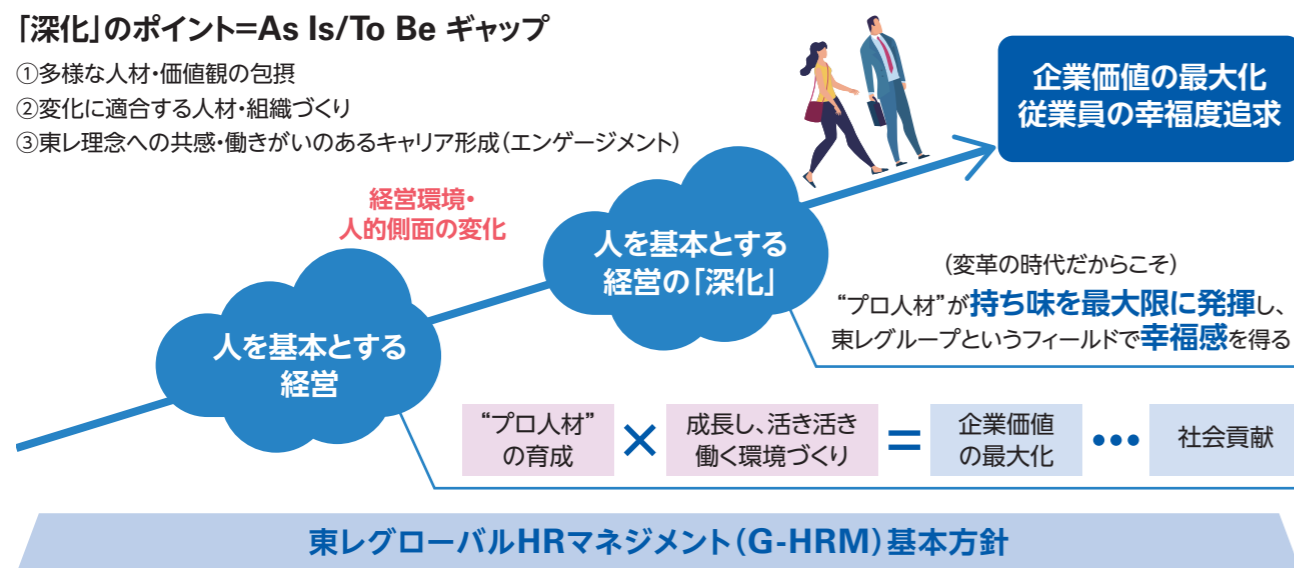 「深化」のポイント=As Is/To Be ギャップ
①多様な人材・価値観の包摂
②変化に適合する人材・組織づくり
③東レ理念への共感・働きがいのあるキャリア形成(エンゲージメント)
企業価値の最大化
従業員の幸福度追求
経営環境・
人的側面の変化
人を基本とする
経営の「深化」
(変革の時代だからこそ)
“プロ人材”が持ち味を最大限に発揮し、
東レグループというフィールドで幸福感を得る
人を基本とする
経営
“プロ人材”
の育成
×
成長し、活き活き
働く環境づくり
=
企業価値
の最大化
•••
社会貢献
東レグローバルHRマネジメント(G-HRM)基本方針